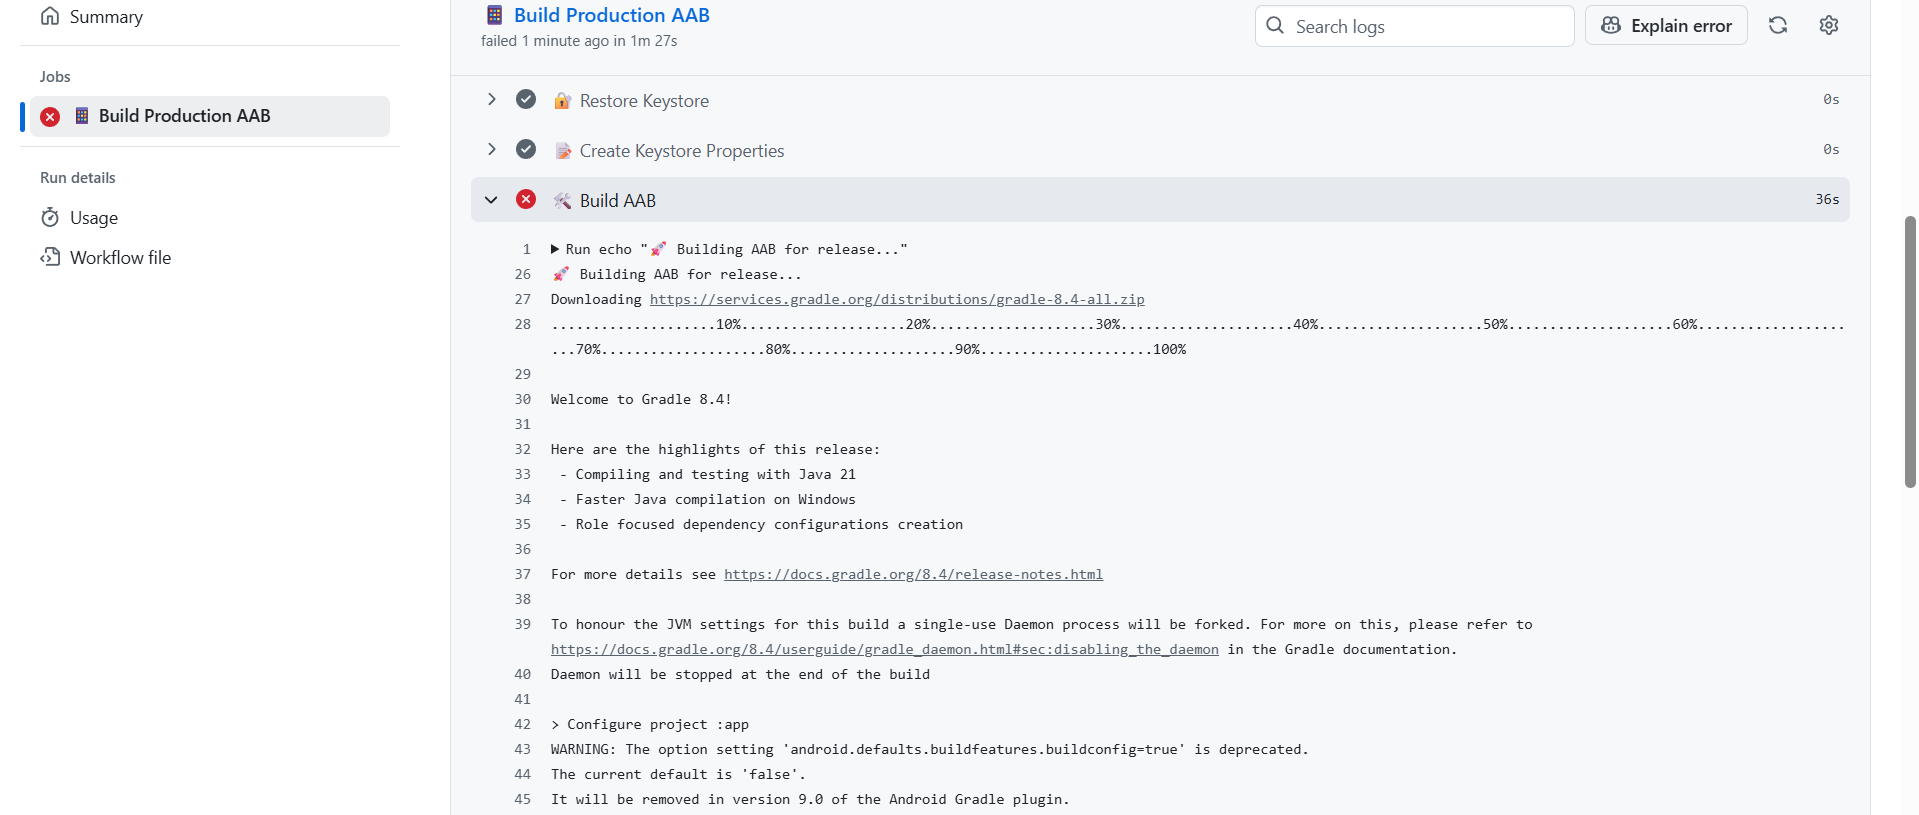 Summary
Jobs
Build Production AAB
Run details
Usage
Workflow file
Build Production AAB
failed 1 minute ago in 1m 27s
Search logs
Explain error
Restore Keystore 0s
Create Keystore Properties 0s
Build AAB 36s
1 ▶ Run echo "🚀 Building AAB for release..."
26 🚀 Building AAB for release...
27 Downloading https://services.gradle.org/distributions/gradle-8.4-all.zip
28 ....................10%....................20%....................30%.....................40%....................50%....................60%..................
...70%....................80%....................90%.....................100%
29
30 Welcome to Gradle 8.4!
31
32 Here are the highlights of this release:
33 - Compiling and testing with Java 21
34 - Faster Java compilation on Windows
35 - Role focused dependency configurations creation
36
37 For more details see https://docs.gradle.org/8.4/release-notes.html
38
39 To honour the JVM settings for this build a single-use Daemon process will be forked. For more on this, please refer to
https://docs.gradle.org/8.4/userguide/gradle_daemon.html#sec:disabling_the_daemon in the Gradle documentation.
40 Daemon will be stopped at the end of the build
41
42 > Configure project :app
43 WARNING: The option setting 'android.defaults.buildfeatures.buildconfig=true' is deprecated.
44 The current default is 'false'.
45 It will be removed in version 9.0 of the Android Gradle plugin.